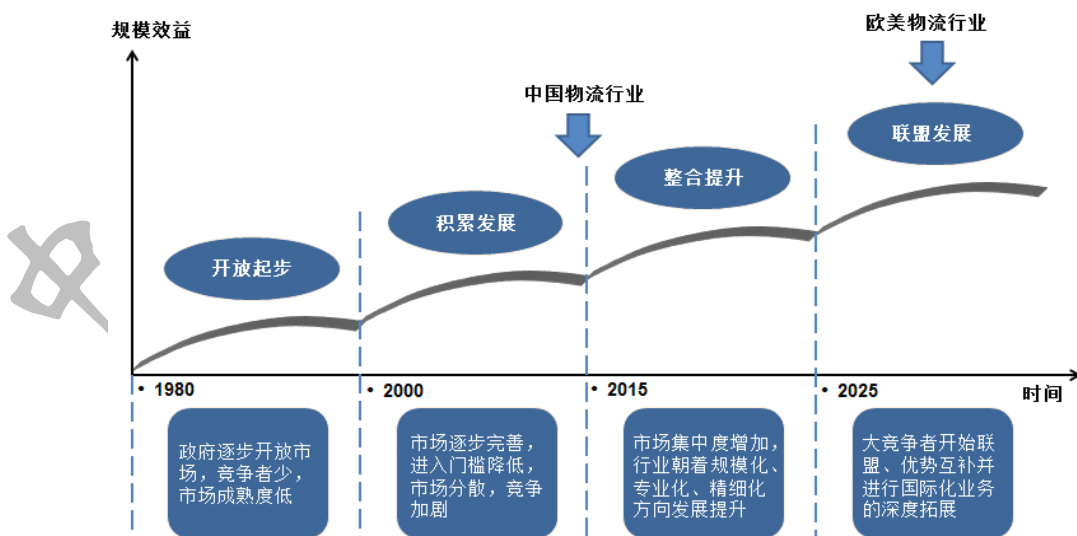 规模效益
欧美物流行业
中国物流行业
联盟发展
整合提升
积累发展
开放起步
• 1980
• 2000
• 2015
• 2025
时间
政府逐步开放市
场，竞争者少，
市场成熟度低
市场逐步完善，
进入门槛降低，
市场分散，竞争
加剧
市场集中度增加，
行业朝着规模化、
专业化、精细化
方向发展提升
大竞争者开始联
盟、优势互补并
进行国际化业务
的深度拓展